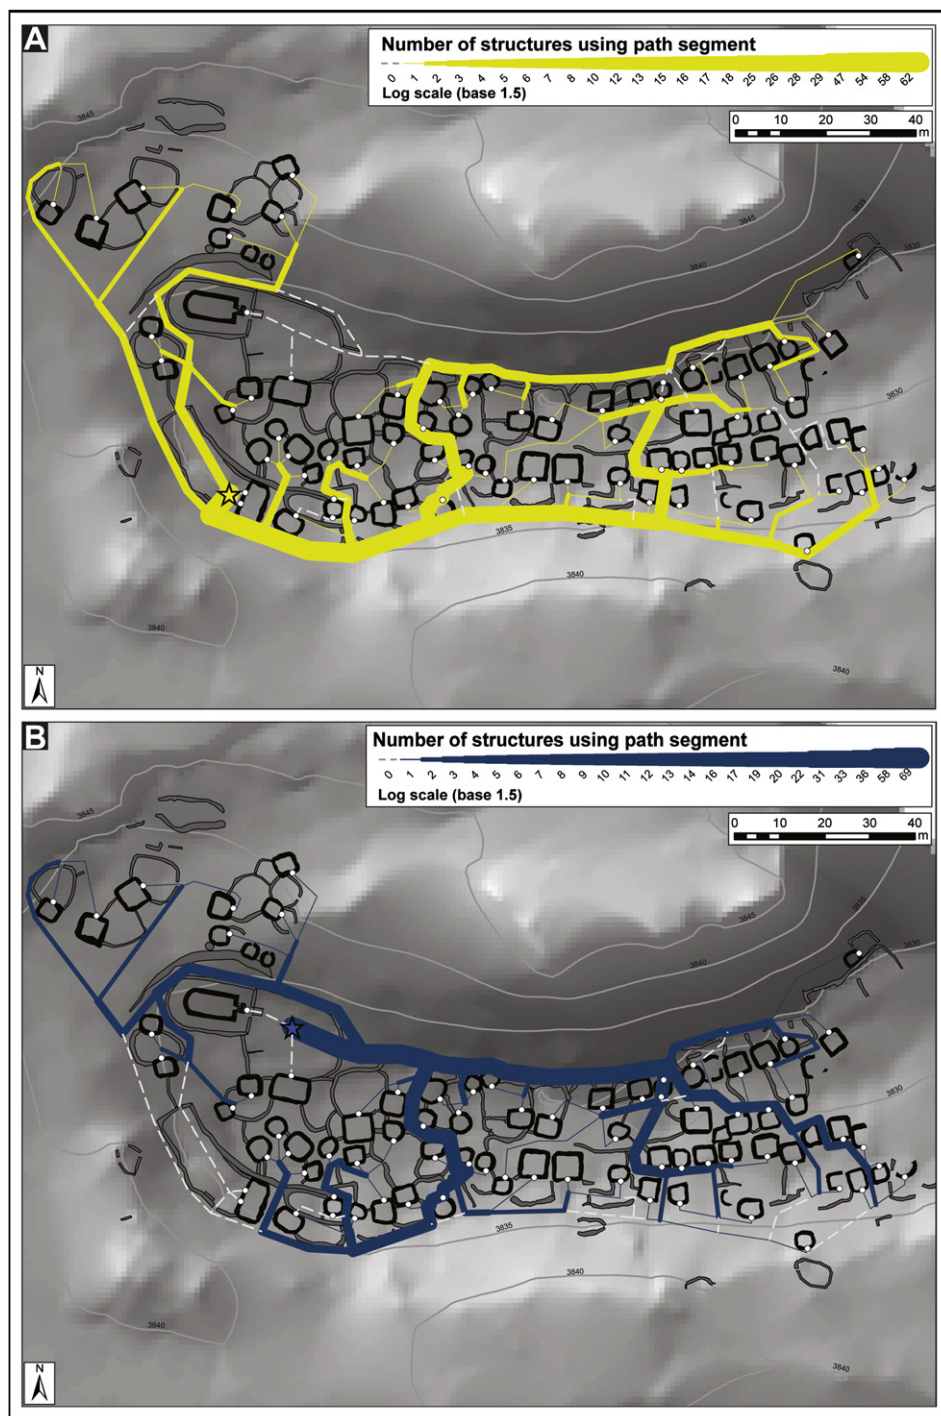 A
Number of structures using path segment
0 1 2 3 4 5 6 7 8 10 12 13 15 16 17 18 25 26 28 29 47 54 58 62
Log scale (base 1.5)
0 10 20 30 40
m
3845
3835
3830
3845
3840
3830
3835
3840
3840
3840
N
B
Number of structures using path segment
0 1 2 3 4 5 6 7 8 9 10 11 12 13 14 16 17 19 20 22 31 33 36 58 69
Log scale (base 1.5)
0 10 20 30 40
m
3845
3835
3830
3845
3840
3830
3835
3840
3840
3840
N